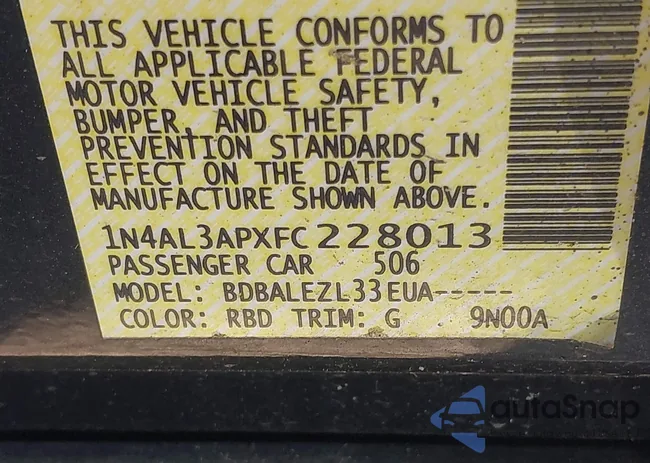 THIS VEHICLE CONFORMS TO
ALL APPLICABLE FEDERAL
MOTOR VEHICLE SAFETY,
BUMPER, AND THEFT
PREVENTION STANDARDS IN
EFFECT ON THE DATE OF
MANUFACTURE SHOWN ABOVE.
1N4AL3APXFC228013
PASSENGER CAR 506
MODEL: BDBALEZL33EUA-----
COLOR: RBD TRIM: G 9N00A
autoSnap